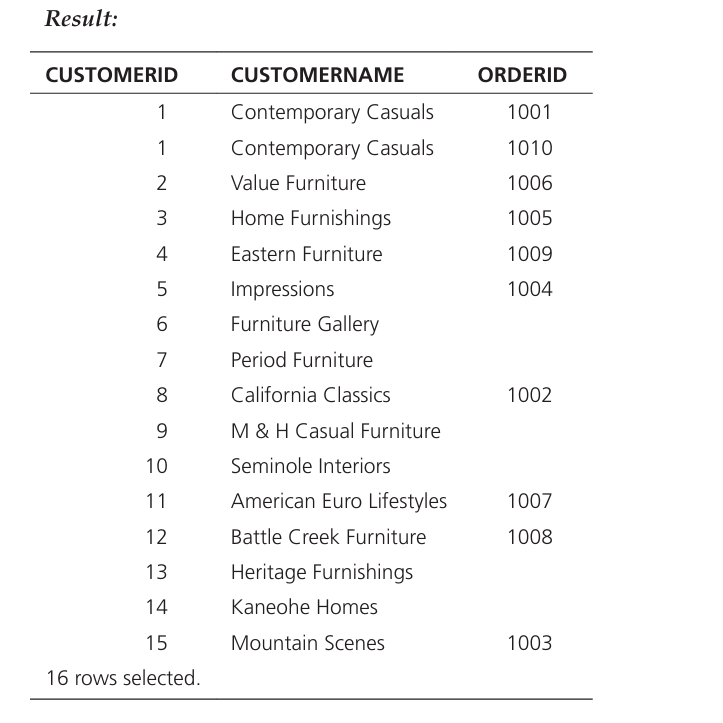 Result:
CUSTOMERID CUSTOMERNAME ORDERID
1 Contemporary Casuals 1001
1 Contemporary Casuals 1010
2 Value Furniture 1006
3 Home Furnishings 1005
4 Eastern Furniture 1009
5 Impressions 1004
6 Furniture Gallery
7 Period Furniture
8 California Classics 1002
9 M & H Casual Furniture
10 Seminole Interiors
11 American Euro Lifestyles 1007
12 Battle Creek Furniture 1008
13 Heritage Furnishings
14 Kaneohe Homes
15 Mountain Scenes 1003
16 rows selected.